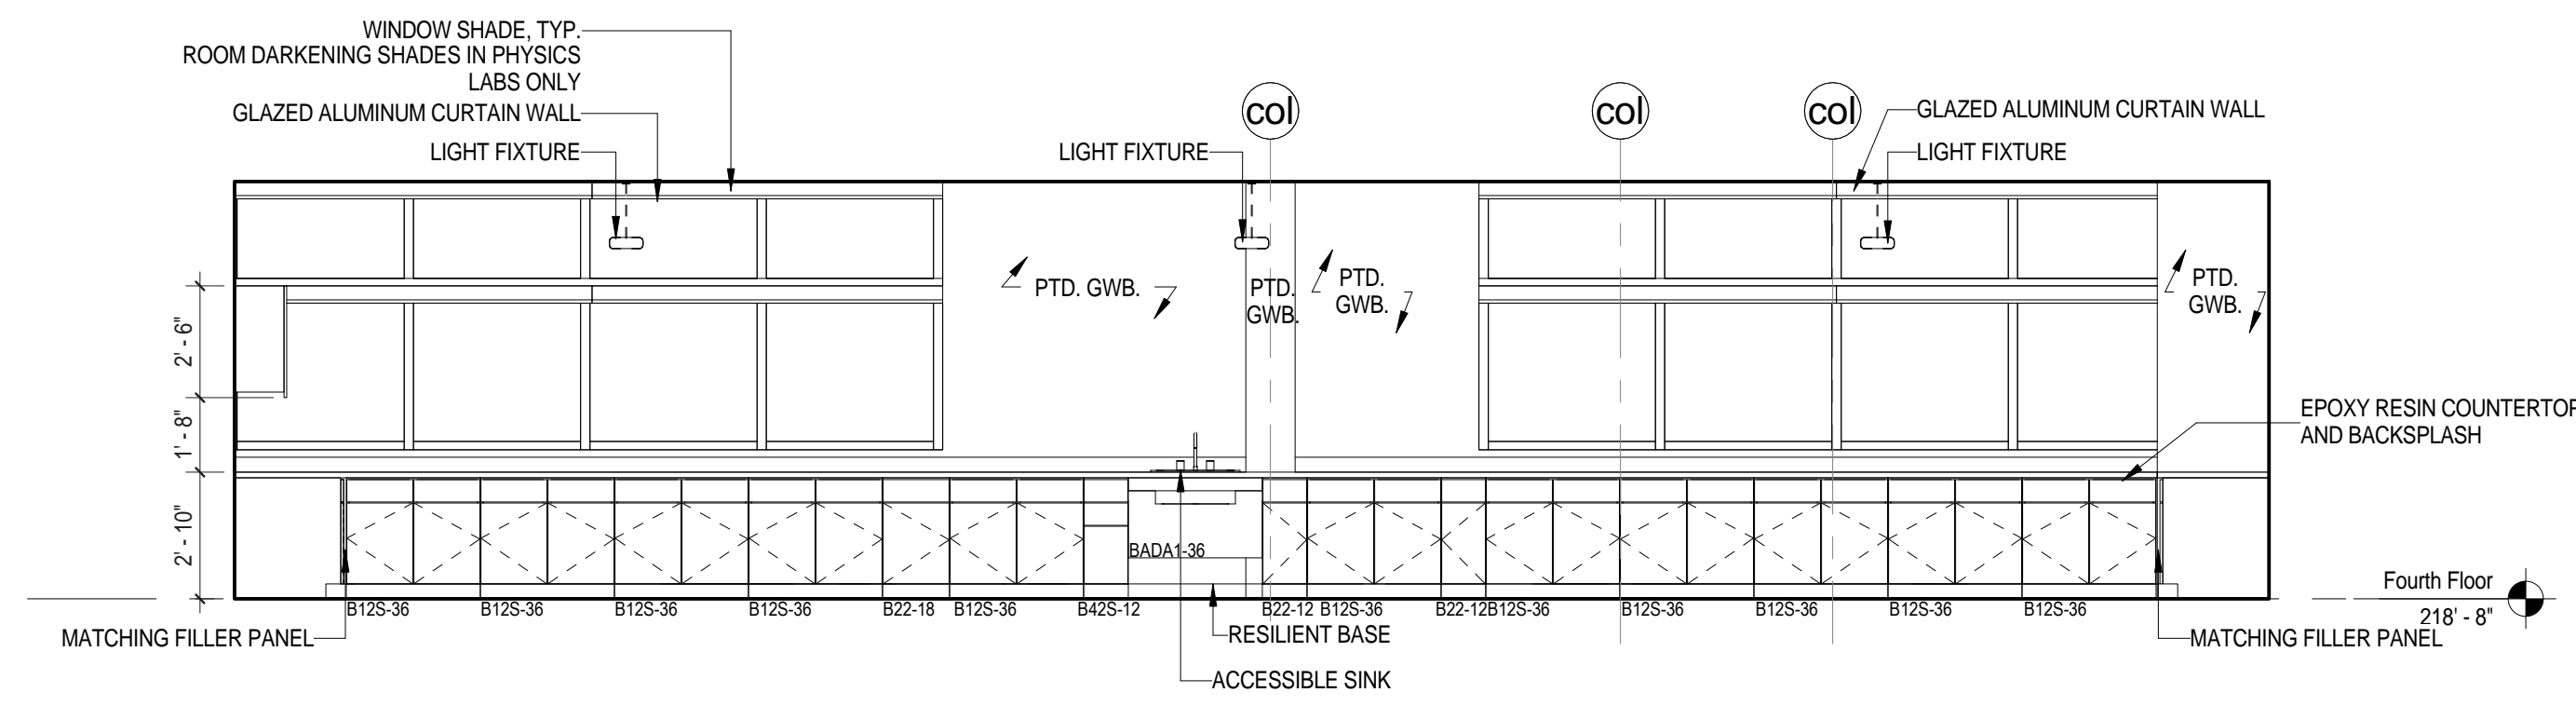 WINDOW SHADE, TYP.
ROOM DARKENING SHADES IN PHYSICS
LABS ONLY
GLAZED ALUMINUM CURTAIN WALL
LIGHT FIXTURE
LIGHT FIXTURE
col
col
col
GLAZED ALUMINUM CURTAIN WALL
LIGHT FIXTURE
PTD. GWB.
PTD.
GWB.
PTD.
GWB.
PTD.
GWB.
2' - 6"
1' - 8"
2' - 10"
EPOXY RESIN COUNTERTOP
AND BACKSPLASH
BADA1-36
B12S-36
B12S-36
B12S-36
B12S-36
B22-18
B12S-36
B42S-12
B22-12
B12S-36
B22-12
B12S-36
B12S-36
B12S-36
B12S-36
B12S-36
Fourth Floor
218' - 8"
MATCHING FILLER PANEL
RESILIENT BASE
ACCESSIBLE SINK
MATCHING FILLER PANEL